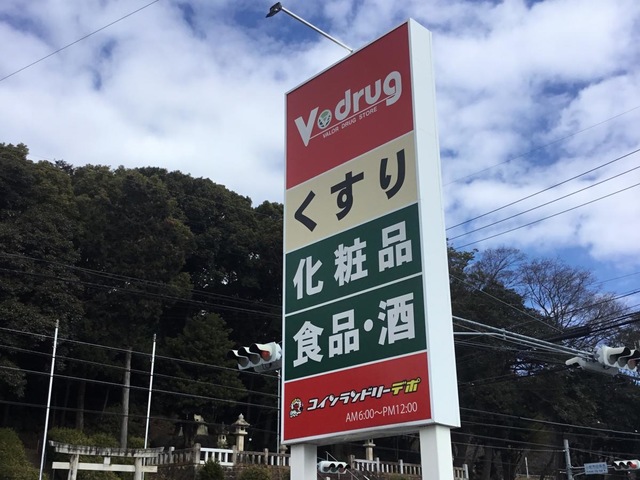 V drug
VALOR DRUG STORE
くすり
化粧品
食品・酒
コインランドリーデポ
AM6:00〜PM12:00